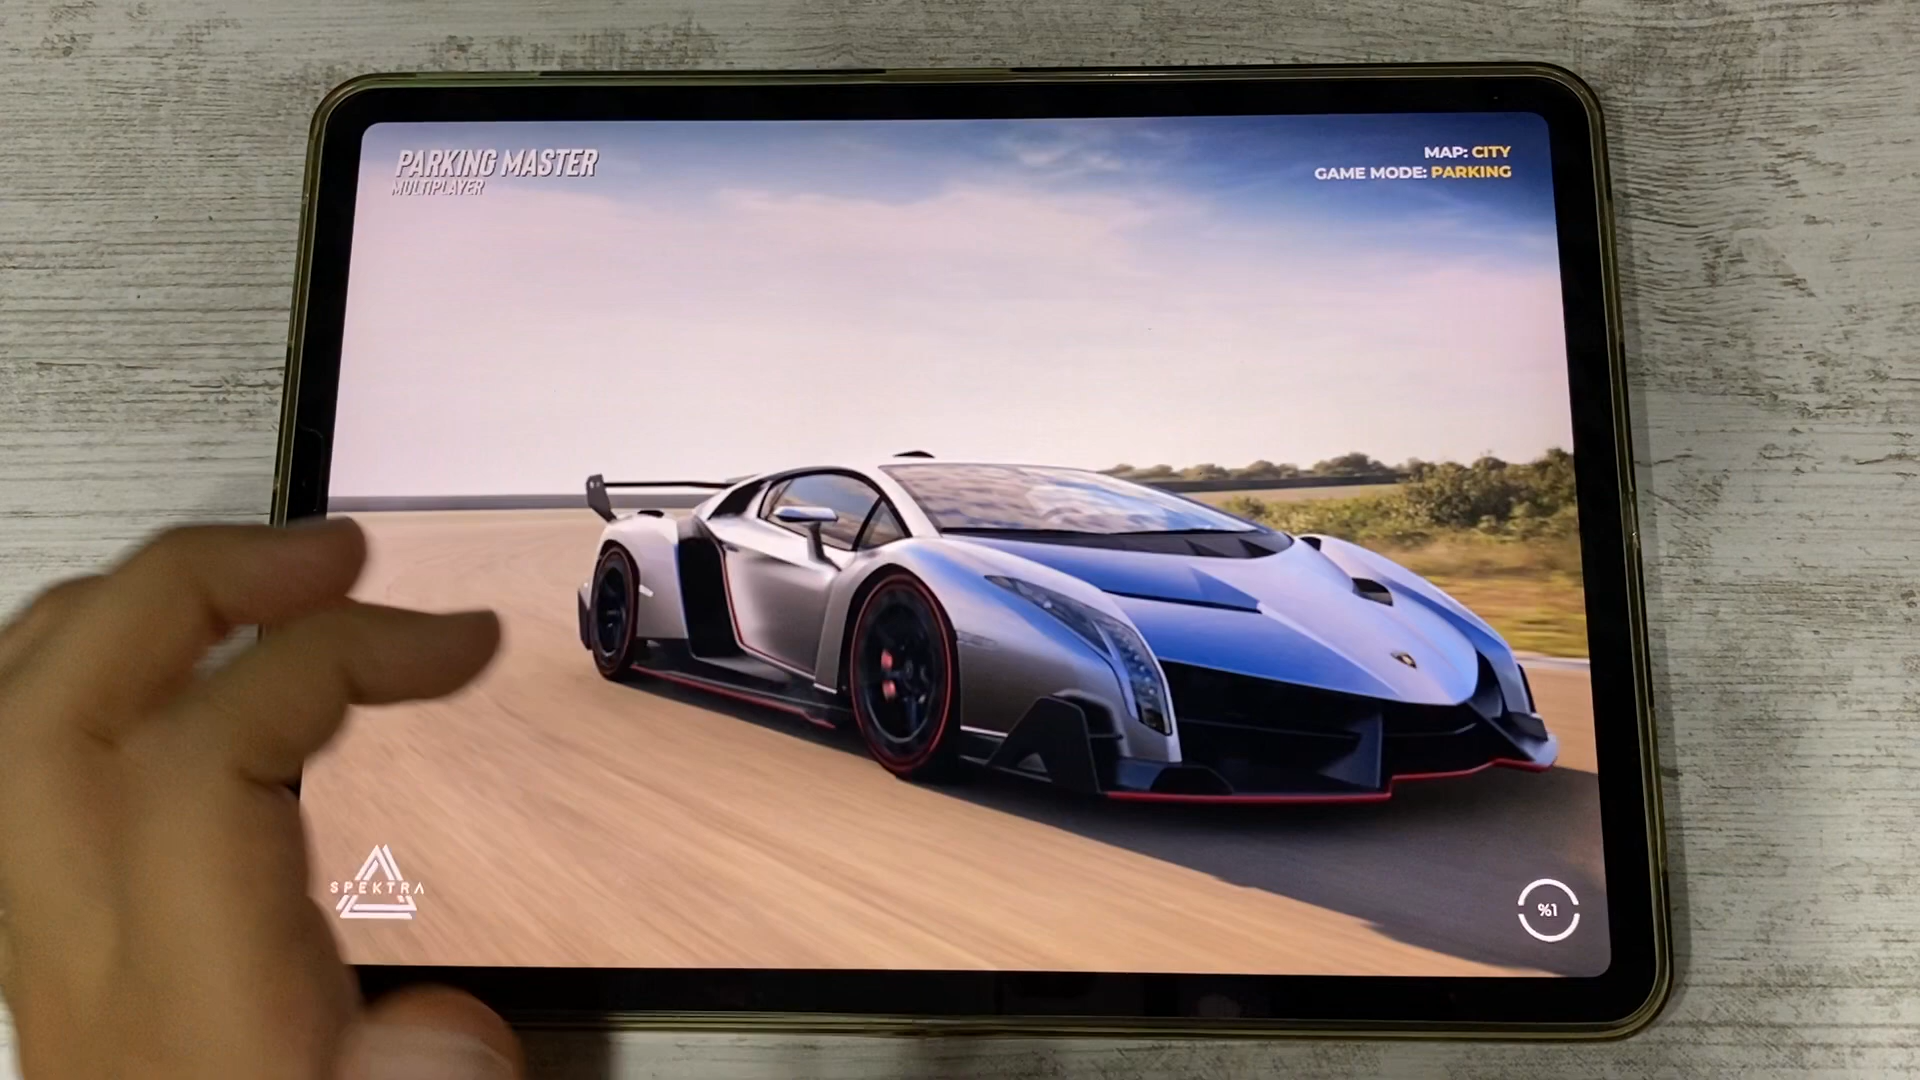 PARKING MASTER
MULTIPLAYER
MAP: CITY
GAME MODE: PARKING
SPEKTRA
%1